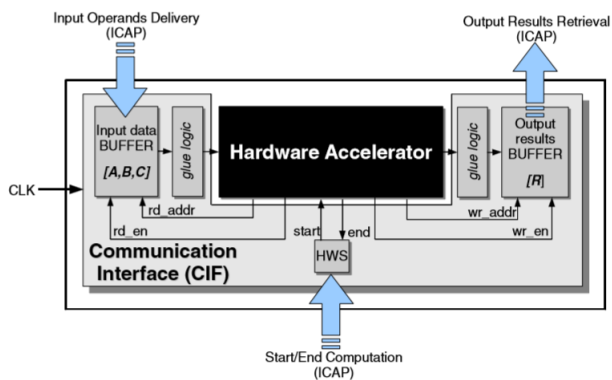 Input Operands Delivery
(ICAP)
Output Results Retrieval
(ICAP)
Input data
BUFFER
[A,B,C]
glue logic
Hardware Accelerator
glue logic
Output
results
BUFFER
[R]
CLK
rd_addr
wr_addr
rd_en
start
end
wr_en
Communication
Interface (CIF)
HWS
Start/End Computation
(ICAP)